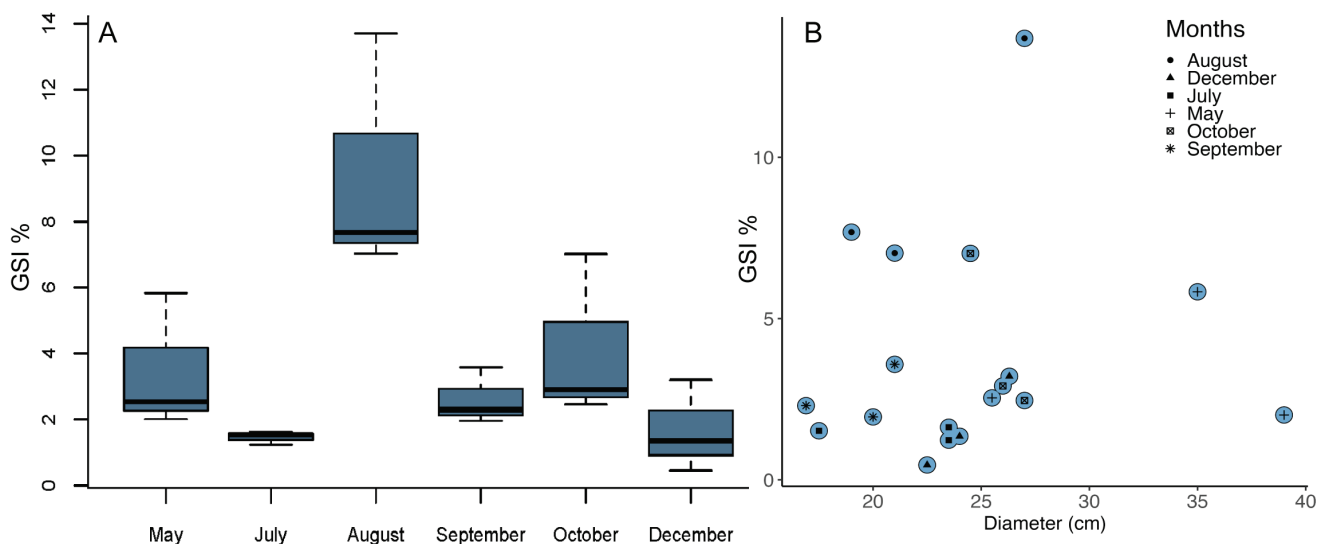 A
GSI %
14
12
10
8
6
4
2
0
May July August September October December
B
Months
August
December
July
May
October
September
GSI %
10
5
0
20 25 30 35 40
Diameter (cm)